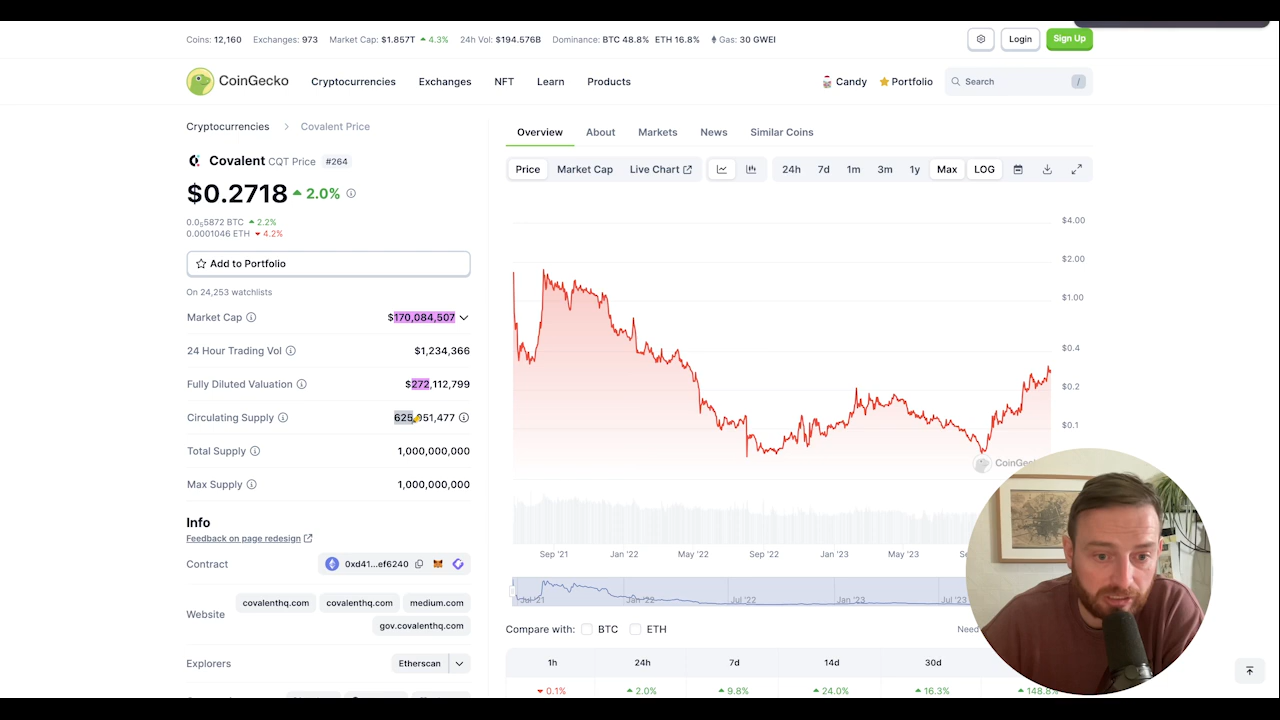 Coins: 12,160 Exchanges: 973 Market Cap: $1.857T 4.3% 24h Vol: $194.576B Dominance: BTC 48.8% ETH 16.8% Gas: 30 GWEI
Login Sign Up
CoinGecko Cryptocurrencies Exchanges NFT Learn Products Candy Portfolio Search /
Cryptocurrencies > Covalent Price
Covalent CQT Price #264
$0.2718 2.0%
0.0₅5872 BTC 2.2%
0.0001046 ETH 4.2%
Add to Portfolio
On 24,253 watchlists
Market Cap $170,084,507
24 Hour Trading Vol $1,234,366
Fully Diluted Valuation $272,112,799
Circulating Supply 625, 951,477
Total Supply 1,000,000,000
Max Supply 1,000,000,000
Info
Feedback on page redesign
Contract 0xd41...ef6240
Website covalenthq.com covalenthq.com medium.com
gov.covalenthq.com
Explorers Etherscan
Overview About Markets News Similar Coins
Price Market Cap Live Chart 24h 7d 1m 3m 1y Max LOG
$4.00
$2.00
$1.00
$0.4
$0.2
$0.1
CoinGeck
Sep '21 Jan '22 May '22 Sep '22 Jan '23 May '23
Jul '21 Jan '22 Jul '22 Jan '23 Jul '23
Compare with: BTC ETH Need
1h 24h 7d 14d 30d
0.1% 2.0% 9.8% 24.0% 16.3% 148.8%